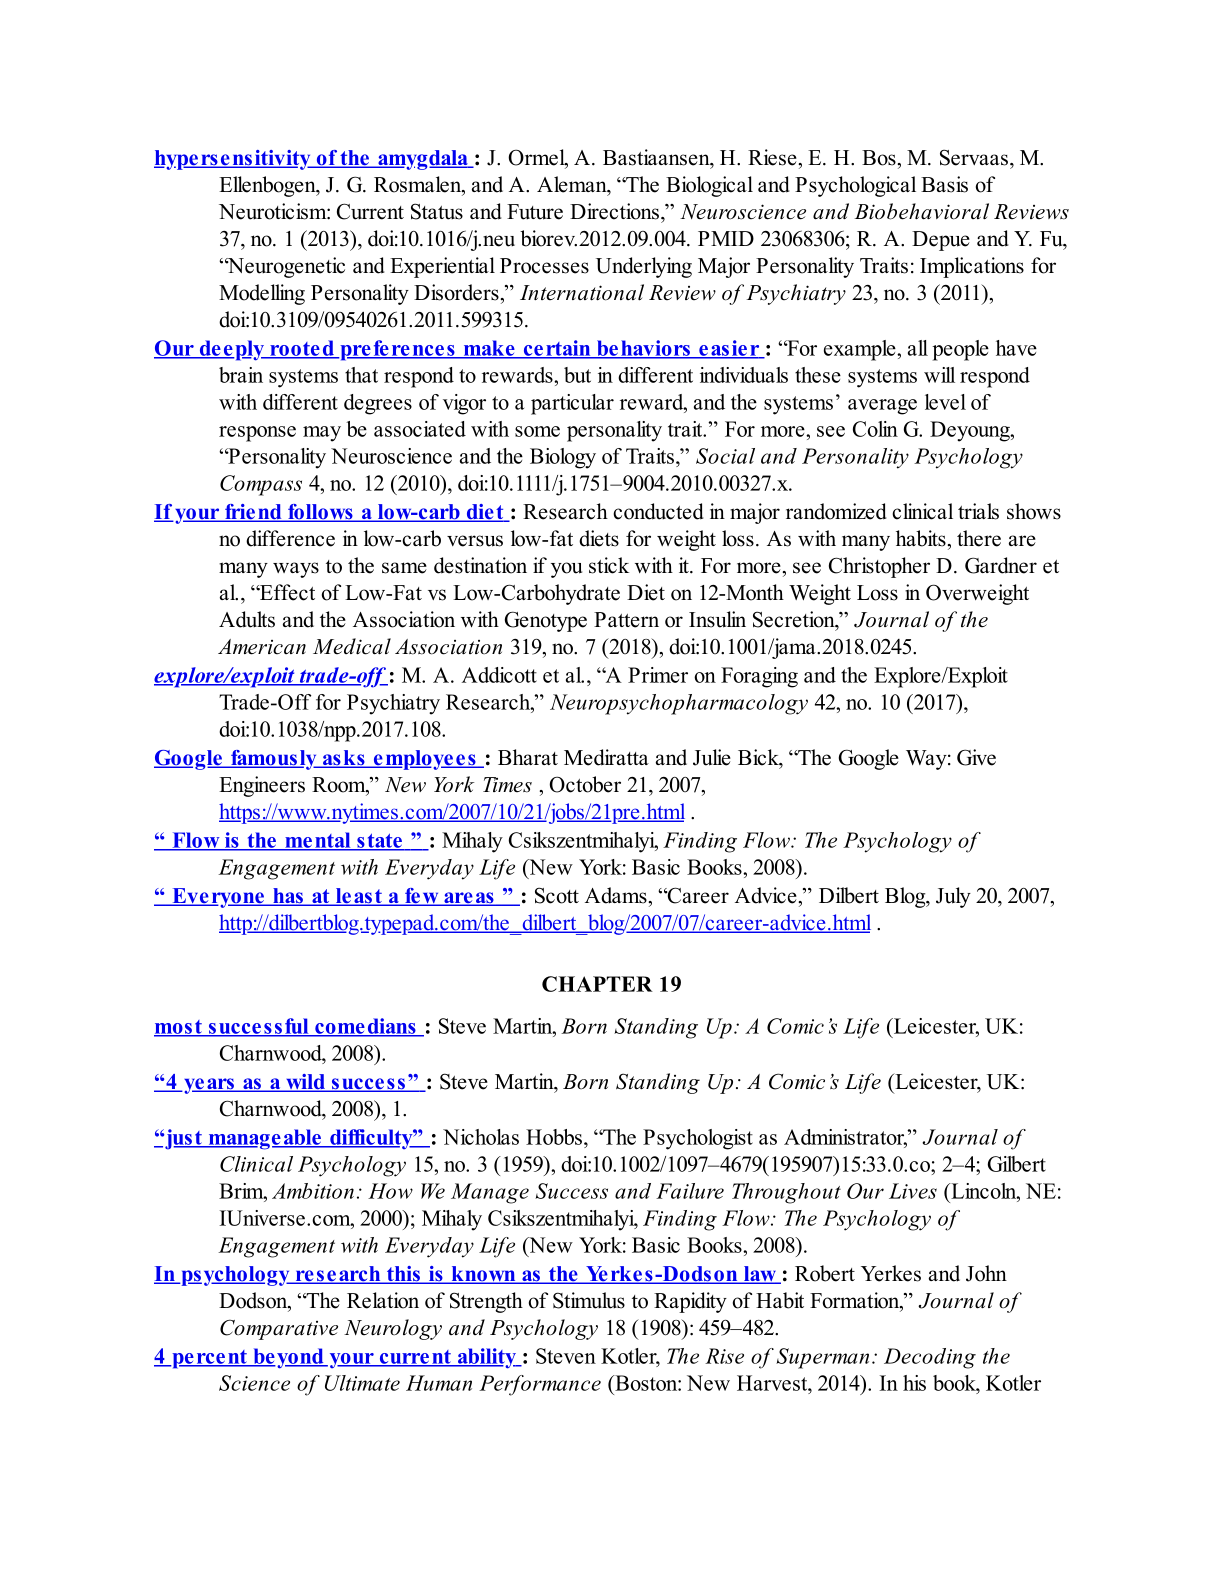 hypersensitivity of the amygdala : J. Ormel, A. Bastiaansen, H. Riese, E. H. Bos, M. Servaas, M.
Ellenbogen, J. G. Rosmalen, and A. Aleman, “The Biological and Psychological Basis of
Neuroticism: Current Status and Future Directions,” Neuroscience and Biobehavioral Reviews
37, no. 1 (2013), doi:10.1016/j.neu biorev.2012.09.004. PMID 23068306; R. A. Depue and Y. Fu,
“Neurogenetic and Experiential Processes Underlying Major Personality Traits: Implications for
Modelling Personality Disorders,” International Review of Psychiatry 23, no. 3 (2011),
doi:10.3109/09540261.2011.599315.
Our deeply rooted preferences make certain behaviors easier : “For example, all people have
brain systems that respond to rewards, but in different individuals these systems will respond
with different degrees of vigor to a particular reward, and the systems’ average level of
response may be associated with some personality trait.” For more, see Colin G. Deyoung,
“Personality Neuroscience and the Biology of Traits,” Social and Personality Psychology
Compass 4, no. 12 (2010), doi:10.1111/j.1751–9004.2010.00327.x.
If your friend follows a low-carb diet : Research conducted in major randomized clinical trials shows
no difference in low-carb versus low-fat diets for weight loss. As with many habits, there are
many ways to the same destination if you stick with it. For more, see Christopher D. Gardner et
al., “Effect of Low-Fat vs Low-Carbohydrate Diet on 12-Month Weight Loss in Overweight
Adults and the Association with Genotype Pattern or Insulin Secretion,” Journal of the
American Medical Association 319, no. 7 (2018), doi:10.1001/jama.2018.0245.
explore/exploit trade-off : M. A. Addicott et al., “A Primer on Foraging and the Explore/Exploit
Trade-Off for Psychiatry Research,” Neuropsychopharmacology 42, no. 10 (2017),
doi:10.1038/npp.2017.108.
Google famously asks employees : Bharat Mediratta and Julie Bick, “The Google Way: Give
Engineers Room,” New York Times , October 21, 2007,
https://www.nytimes.com/2007/10/21/jobs/21pre.html .
“ Flow is the mental state ” : Mihaly Csikszentmihalyi, Finding Flow: The Psychology of
Engagement with Everyday Life (New York: Basic Books, 2008).
“ Everyone has at least a few areas ” : Scott Adams, “Career Advice,” Dilbert Blog, July 20, 2007,
http://dilbertblog.typepad.com/the_dilbert_blog/2007/07/career-advice.html .
CHAPTER 19
most successful comedians : Steve Martin, Born Standing Up: A Comic’s Life (Leicester, UK:
Charnwood, 2008).
“4 years as a wild success” : Steve Martin, Born Standing Up: A Comic’s Life (Leicester, UK:
Charnwood, 2008), 1.
“just manageable difficulty” : Nicholas Hobbs, “The Psychologist as Administrator,” Journal of
Clinical Psychology 15, no. 3 (1959), doi:10.1002/1097–4679(195907)15:33.0.co; 2–4; Gilbert
Brim, Ambition: How We Manage Success and Failure Throughout Our Lives (Lincoln, NE:
IUniverse.com, 2000); Mihaly Csikszentmihalyi, Finding Flow: The Psychology of
Engagement with Everyday Life (New York: Basic Books, 2008).
In psychology research this is known as the Yerkes-Dodson law : Robert Yerkes and John
Dodson, “The Relation of Strength of Stimulus to Rapidity of Habit Formation,” Journal of
Comparative Neurology and Psychology 18 (1908): 459–482.
4 percent beyond your current ability : Steven Kotler, The Rise of Superman: Decoding the
Science of Ultimate Human Performance (Boston: New Harvest, 2014). In his book, Kotler